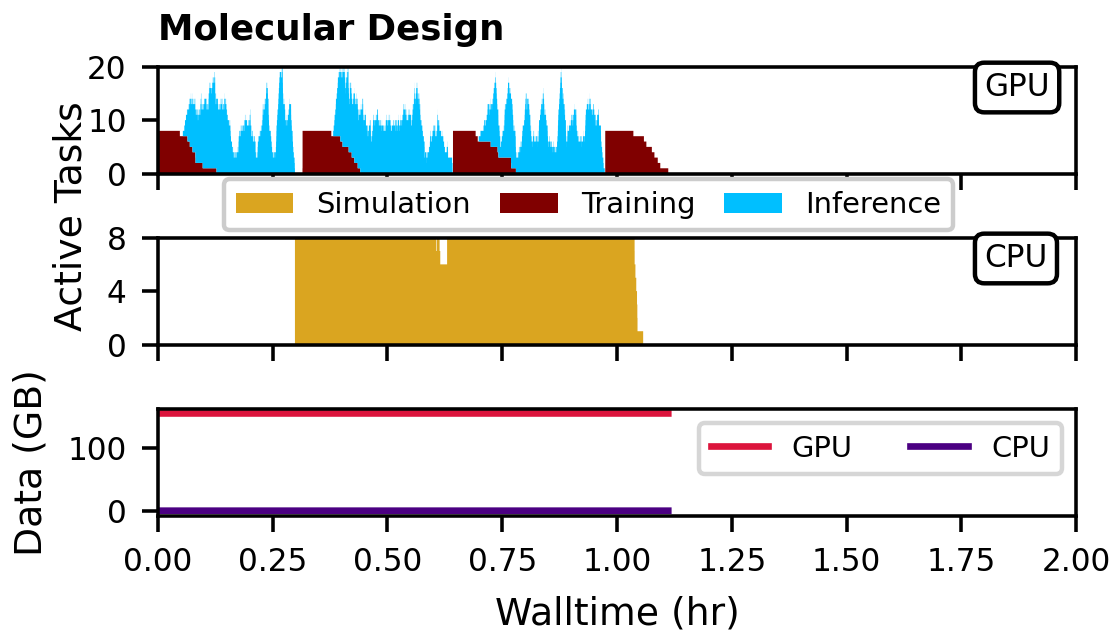 Molecular Design
Active Tasks
20
10
0
GPU
Simulation Training Inference
8
4
0
CPU
Data (GB)
100
0
GPU CPU
0.00 0.25 0.50 0.75 1.00 1.25 1.50 1.75 2.00
Walltime (hr)